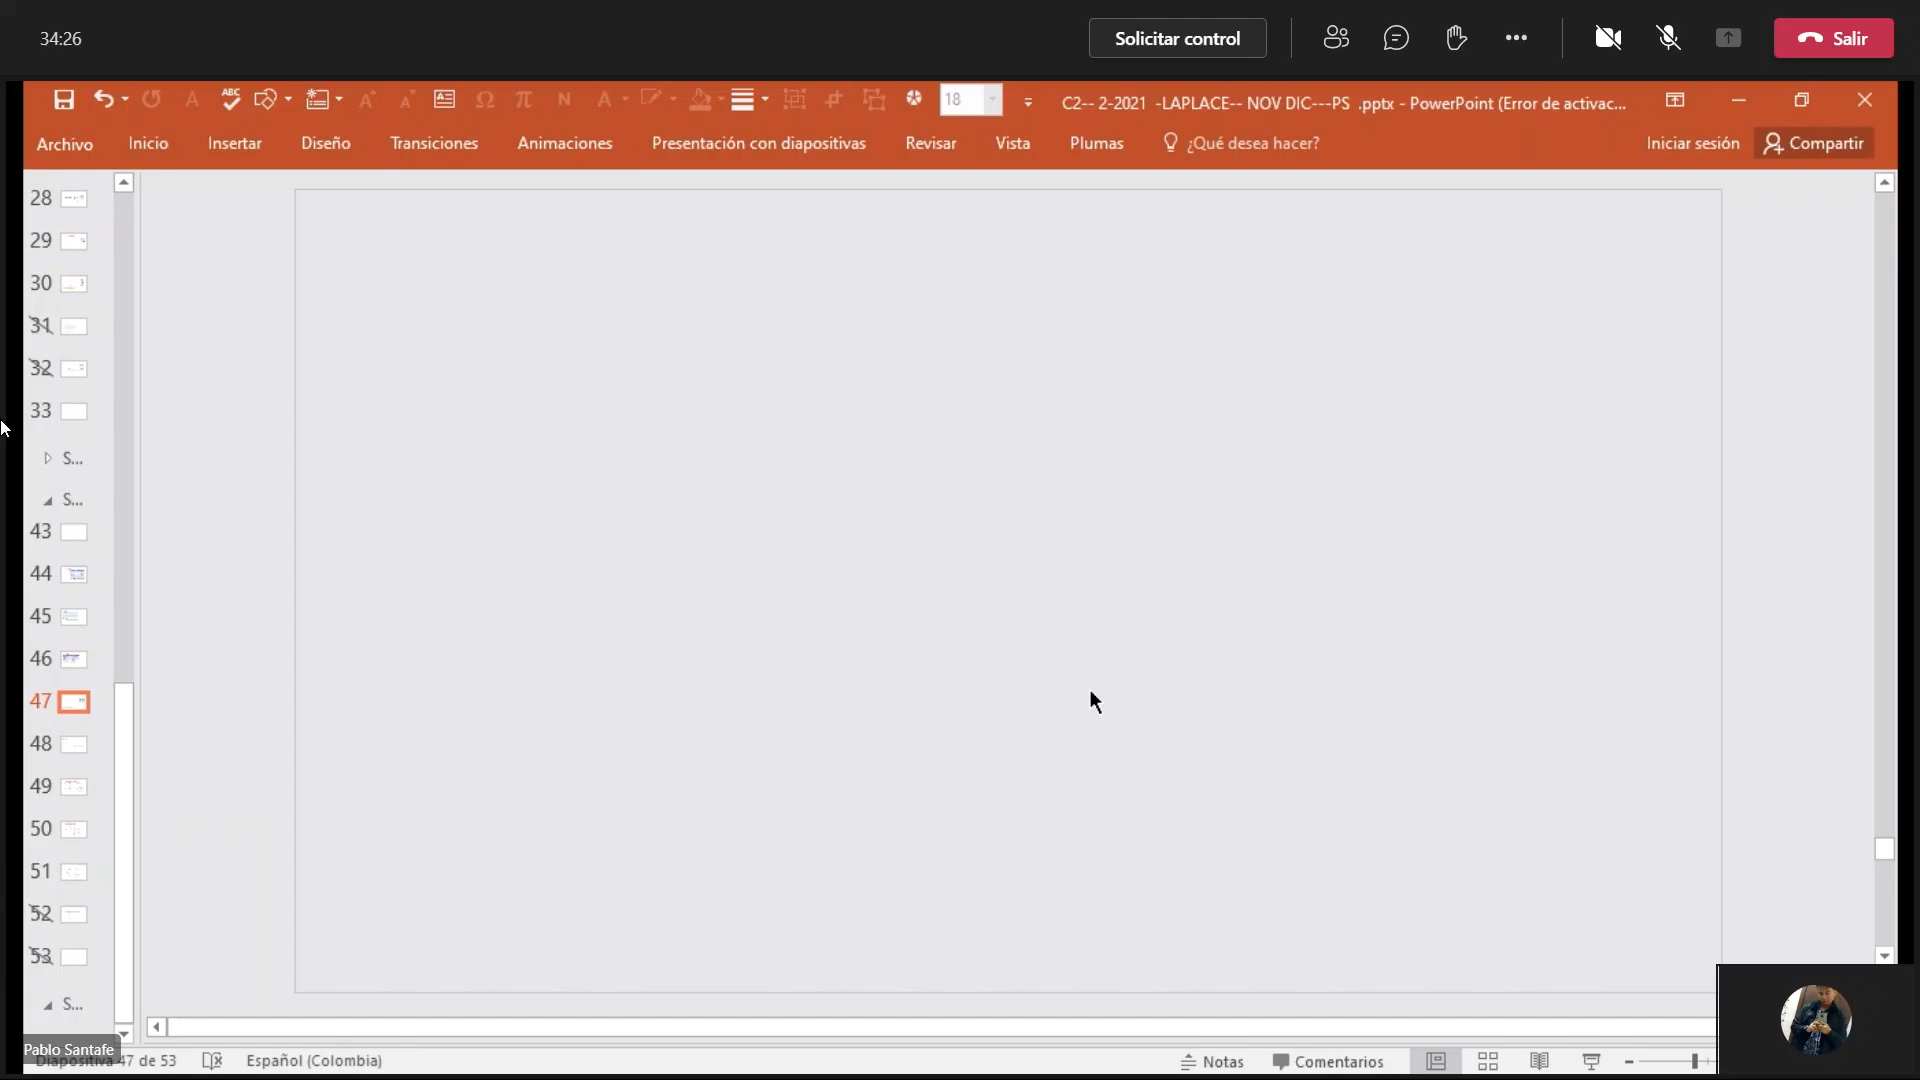 34:26
Solicitar control
Salir
18
C2-- 2-2021 -LAPLACE-- NOV DIC---PS .pptx - PowerPoint (Error de activac...
Archivo Inicio Insertar Diseño Transiciones Animaciones Presentación con diapositivas Revisar Vista Plumas ¿Qué desea hacer? Iniciar sesión Compartir
28
29
30
31
32
33
S...
S...
43
44
45
46
47
48
49
50
51
52
53
S...
Pablo Santafe
Diapositiva 47 de 53 Español (Colombia) Notas Comentarios